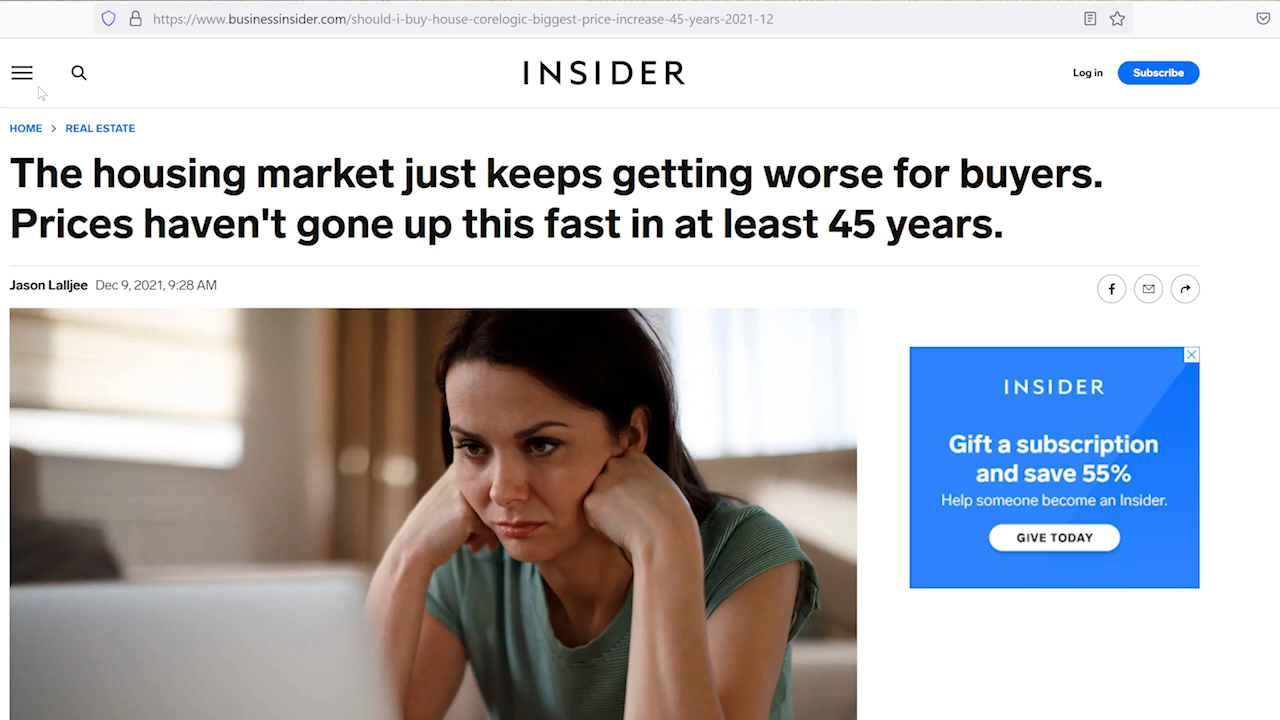 https://www.businessinsider.com/should-i-buy-house-corelogic-biggest-price-increase-45-years-2021-12
INSIDER
Log in
Subscribe
HOME > REAL ESTATE
The housing market just keeps getting worse for buyers.
Prices haven't gone up this fast in at least 45 years.
Jason Lalljee Dec 9, 2021, 9:28 AM
INSIDER
Gift a subscription
and save 55%
Help someone become an Insider.
GIVE TODAY